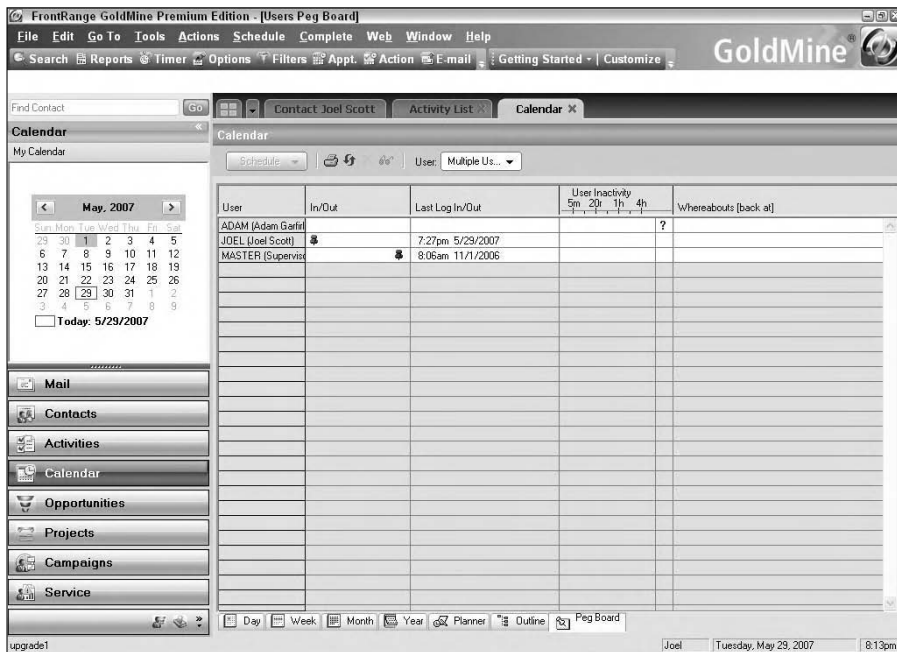 FrontRange GoldMine Premium Edition - [Users Peg Board]
File Edit Go To Tools Actions Schedule Complete Web Window Help
Search Reports Timer Options Filters Appt. Action E-mail Getting Started - | Customize
GoldMine®
Find Contact Go
Contact Joel Scott Activity List Calendar
Calendar
My Calendar
Calendar
Schedule User: Multiple Us...
May, 2007
Sun Mon Tue Wed Thu Fri Sat
29 30 1 2 3 4 5
6 7 8 9 10 11 12
13 14 15 16 17 18 19
20 21 22 23 24 25 26
27 28 29 30 31 1 2
3 4 5 6 7 8 9
Today: 5/29/2007
User In/Out Last Log In/Out User Inactivity Whereabouts [back at]
5m 20m 1h 4h
ADAM (Adam Garfirl ?
JOEL (Joel Scott) 7:27pm 5/29/2007
MASTER (Superviso 8:06am 11/1/2006
Mail
Contacts
Activities
Calendar
Opportunities
Projects
Campaigns
Service
Day Week Month Year Planner Outline Peg Board
upgrade1 Joel Tuesday, May 29, 2007 8:13pm